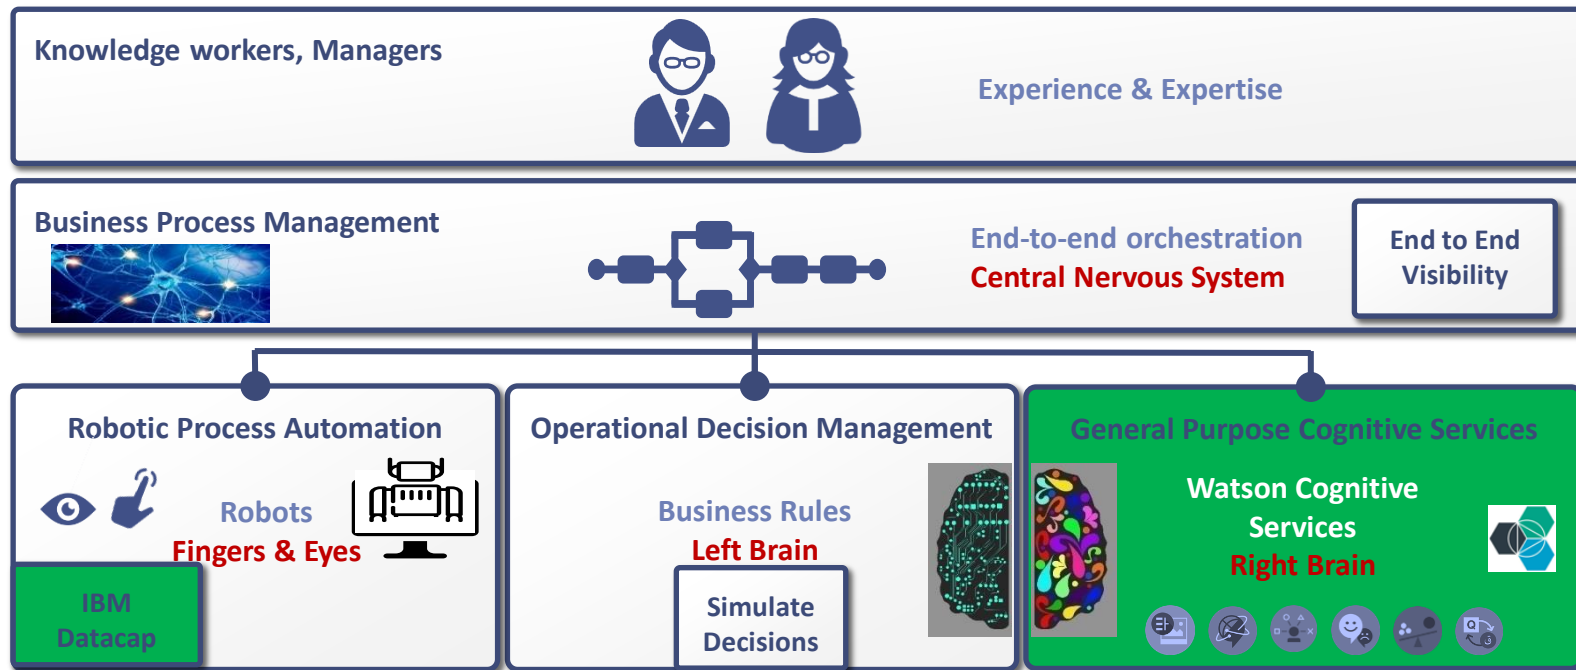 Knowledge workers, Managers
Experience & Expertise
Business Process Management
End-to-end orchestration
Central Nervous System
End to End
Visibility
Robotic Process Automation
Robots
Fingers & Eyes
IBM
Datacap
Operational Decision Management
Business Rules
Left Brain
Simulate
Decisions
General Purpose Cognitive Services
Watson Cognitive
Services
Right Brain